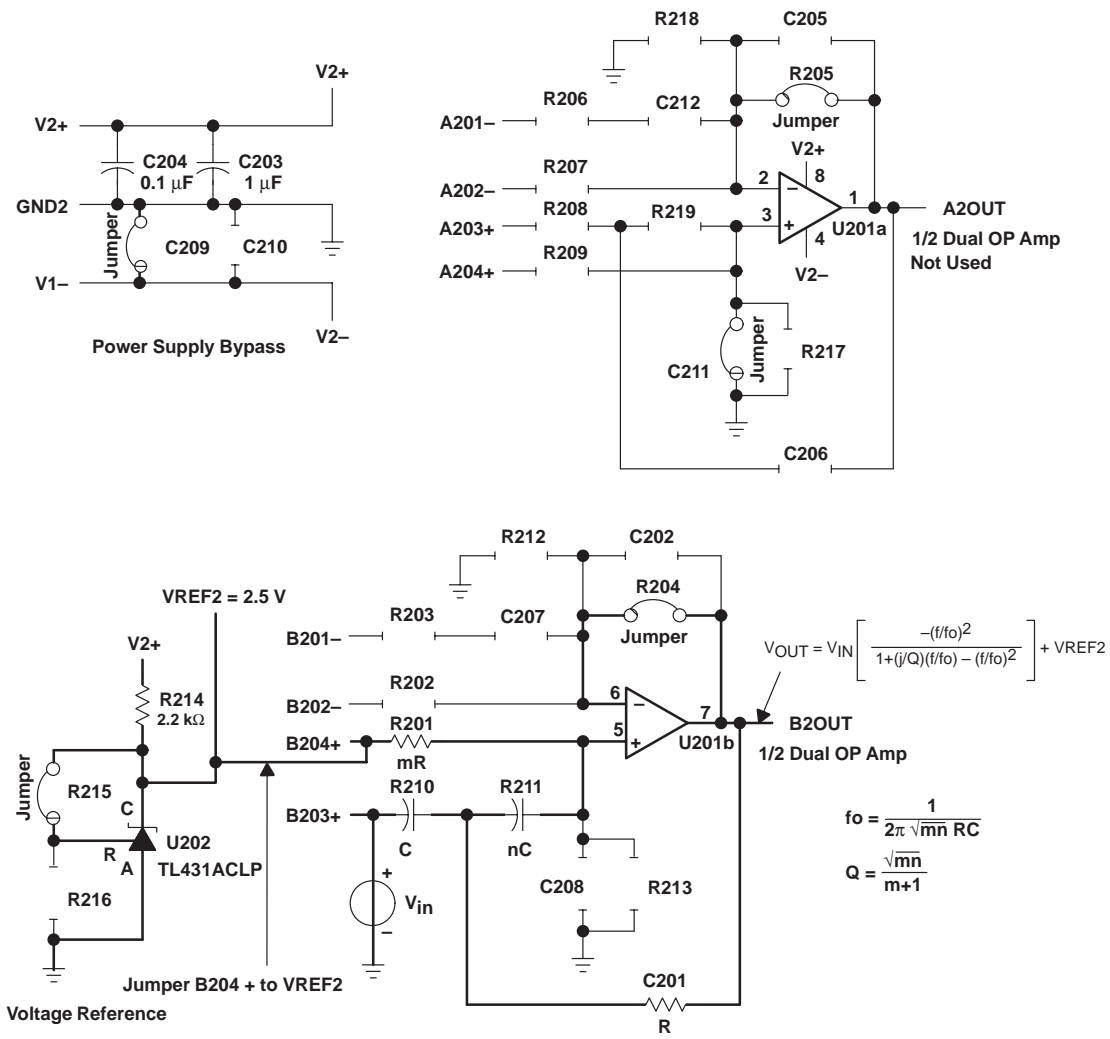 V2+
V2+
C204
0.1 µF
C203
1 µF
GND2
Jumper
C209
C210
V1–
V2–
Power Supply Bypass
R218
C205
R205
Jumper
R206
C212
A201–
V2+
R207
A202–
2
–
8
1
R208
R219
A203+
3
+
A2OUT
U201a
4
R209
A204+
V2–
1/2 Dual OP Amp
Not Used
Jumper
R217
C211
C206
R212
C202
VREF2 = 2.5 V
R204
Jumper
R203
C207
B201–
V2+
R214
2.2 kΩ
R202
B202–
6
–
7
R201
B204+
mR
5
+
U201b
B2OUT
1/2 Dual OP Amp
VOUT = VIN [ –(f/fo)2 / 1+(j/Q)(f/fo) – (f/fo)2 ] + VREF2
Jumper
R215
C
R210
R211
B203+
C
nC
U202
R
TL431ACLP
A
R216
+
Vin
–
C208
R213
fo = 1 / 2π √mn RC
Q = √mn / m+1
Jumper B204 + to VREF2
C201
R
Voltage Reference